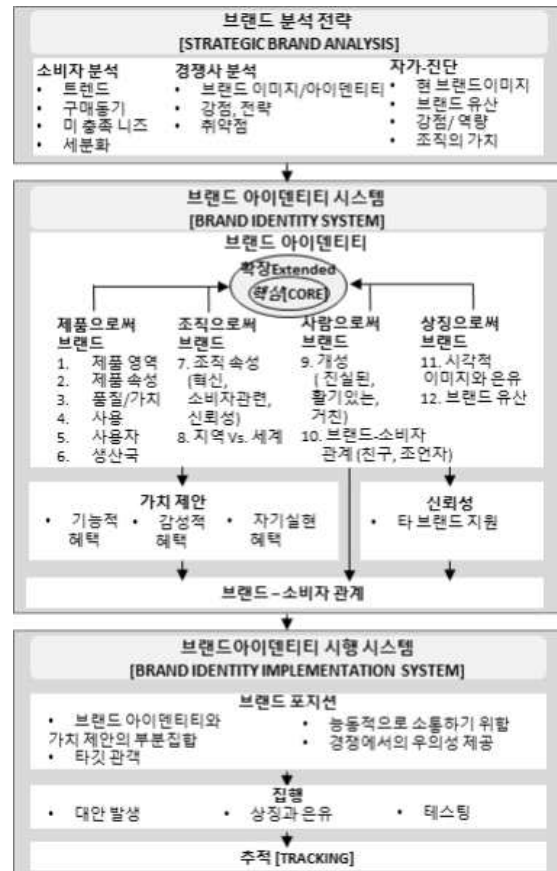 브랜드 분석 전략
[STRATEGIC BRAND ANALYSIS]
소비자 분석
• 트렌드
• 구매동기
• 미 충족 니즈
• 세분화
경쟁사 분석
• 브랜드 이미지/아이덴티티
• 강점, 전략
• 취약점
자가-진단
• 현 브랜드이미지
• 브랜드 유산
• 강점/ 역량
• 조직의 가치
브랜드 아이덴티티 시스템
[BRAND IDENTITY SYSTEM]
브랜드 아이덴티티
확장Extended
핵심[CORE]
제품으로써
브랜드
1. 제품 영역
2. 제품 속성
3. 품질/가치
4. 사용
5. 사용자
6. 생산국
조직으로써
브랜드
7. 조직 속성
(혁신,
소비자관련,
신뢰성)
8. 지역 Vs. 세계
사람으로써
브랜드
9. 개성
( 진실된,
활기있는,
거친)
10. 브랜드-소비자
관계 (친구, 조언자)
상징으로써
브랜드
11. 시각적
이미지와 은유
12. 브랜드 유산
가치 제안
• 기능적
혜택
• 감성적
혜택
• 자기실현
혜택
신뢰성
• 타 브랜드 지원
브랜드 – 소비자 관계
브랜드아이덴티티 시행 시스템
[BRAND IDENTITY IMPLEMENTATION SYSTEM]
브랜드 포지션
• 브랜드 아이덴티티와
가치 제안의 부분집합
• 타깃 관객
• 능동적으로 소통하기 위함
• 경쟁에서의 우의성 제공
집행
• 대안 발생
• 상징과 은유
• 테스팅
추적 [TRACKING]